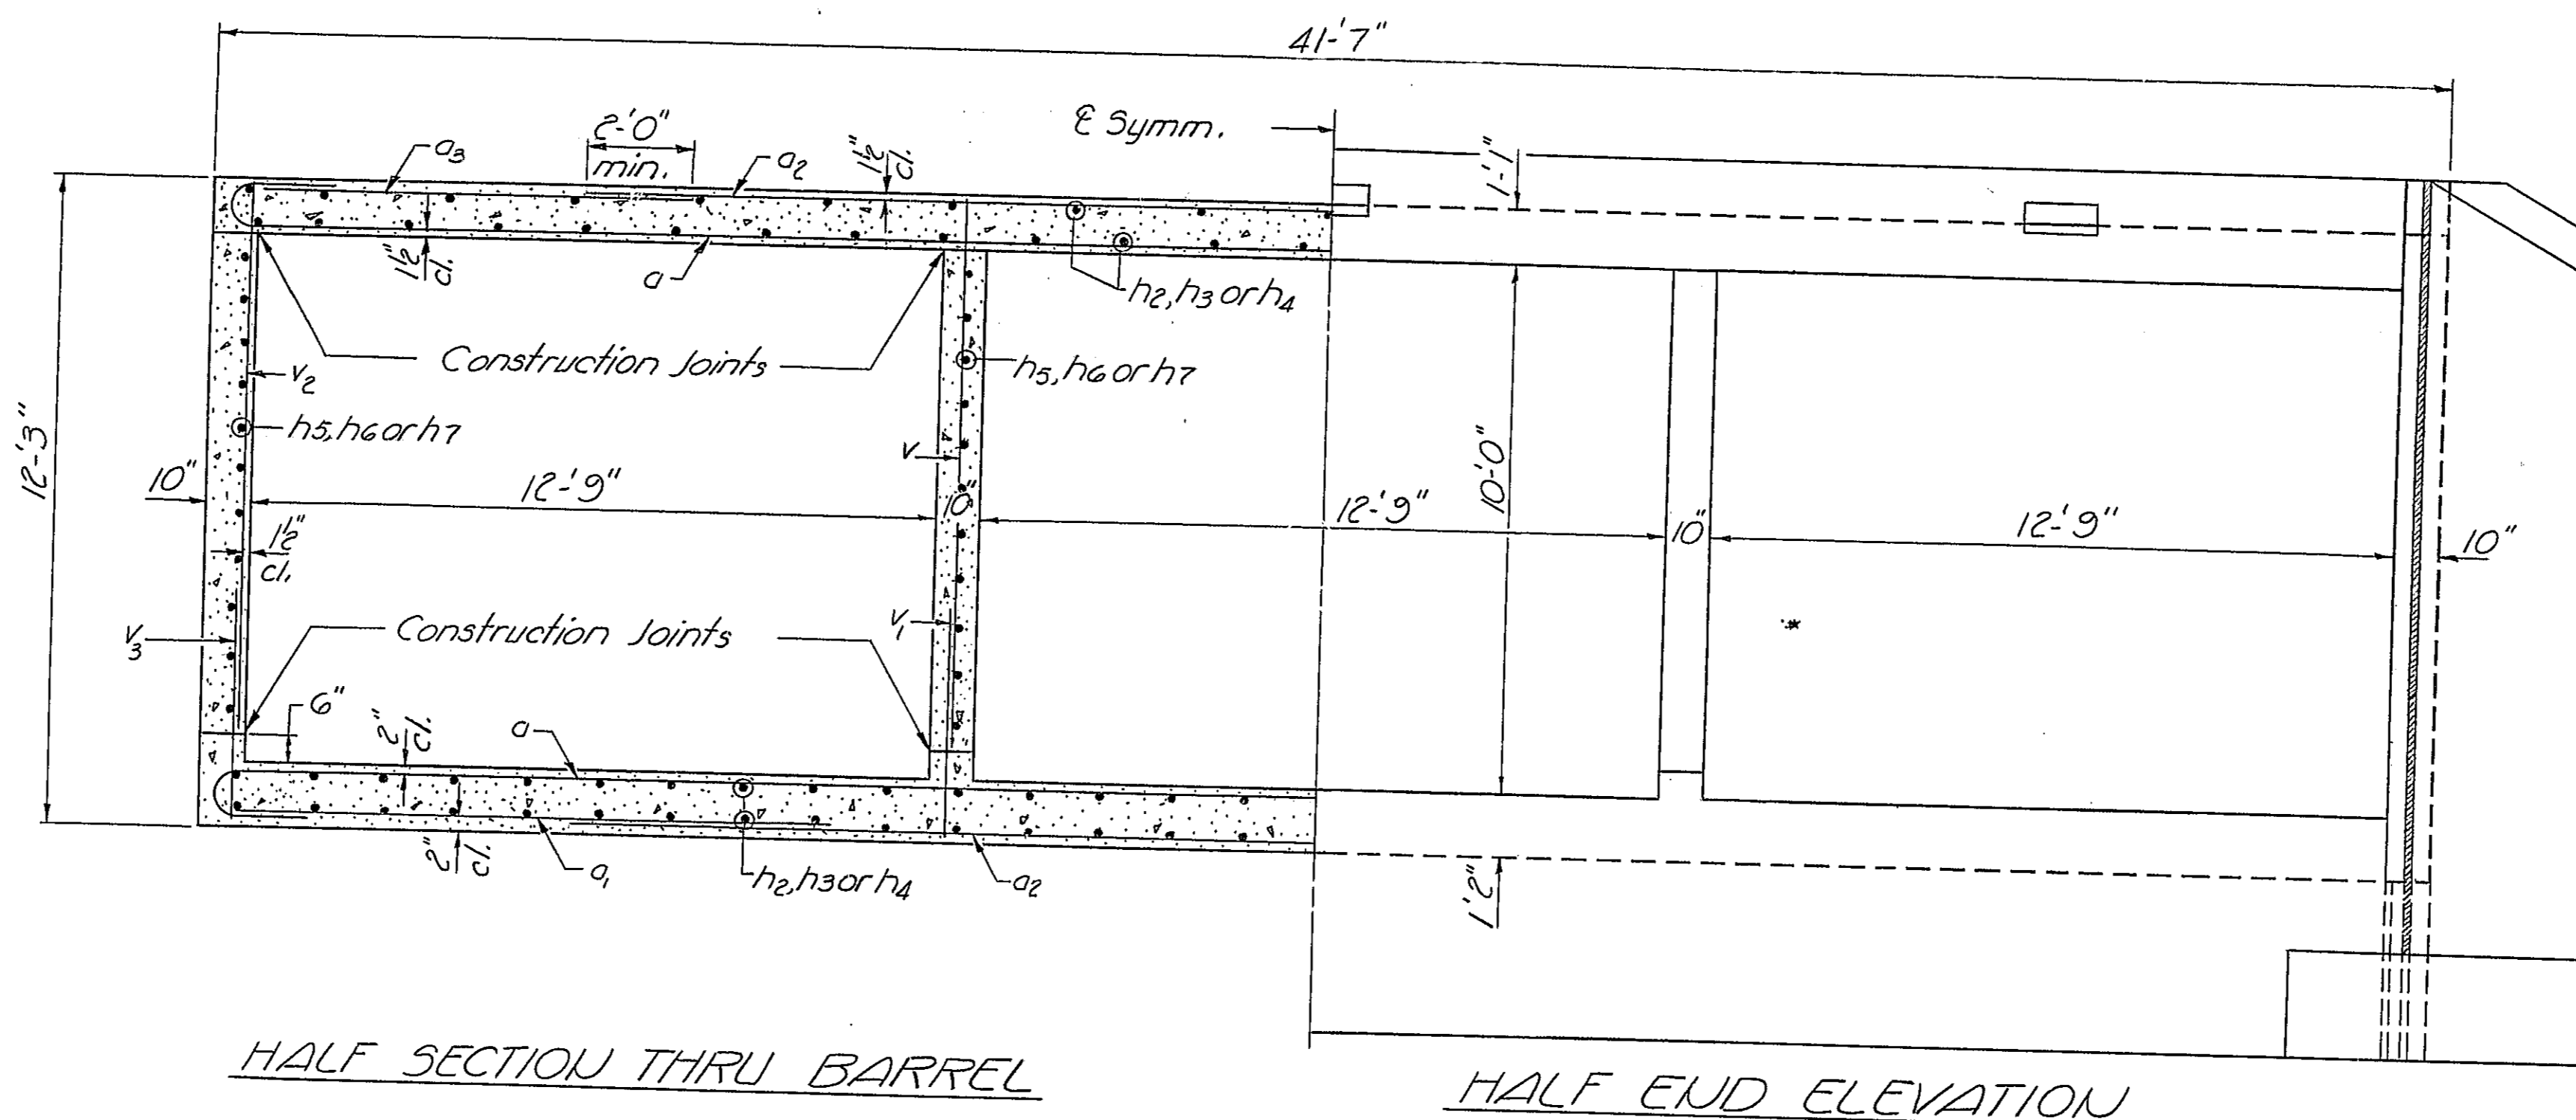 41'-7"
2'-0"
min.
a3
a2
1½"
cl.
℄ Symm.
1'-1"
1½"
cl.
a
h2, h3 or h4
Construction Joints
v2
h5, h6 or h7
h5, h6 or h7
12'-3"
v
10"
12'-9"
10"
12'-9"
10'-0"
10"
12'-9"
10"
1½"
cl.
v3
Construction Joints
v1
*
6"
2"
cl.
a
2"
cl.
a1
h2, h3 or h4
a2
1'2"
HALF SECTION THRU BARREL
HALF END ELEVATION